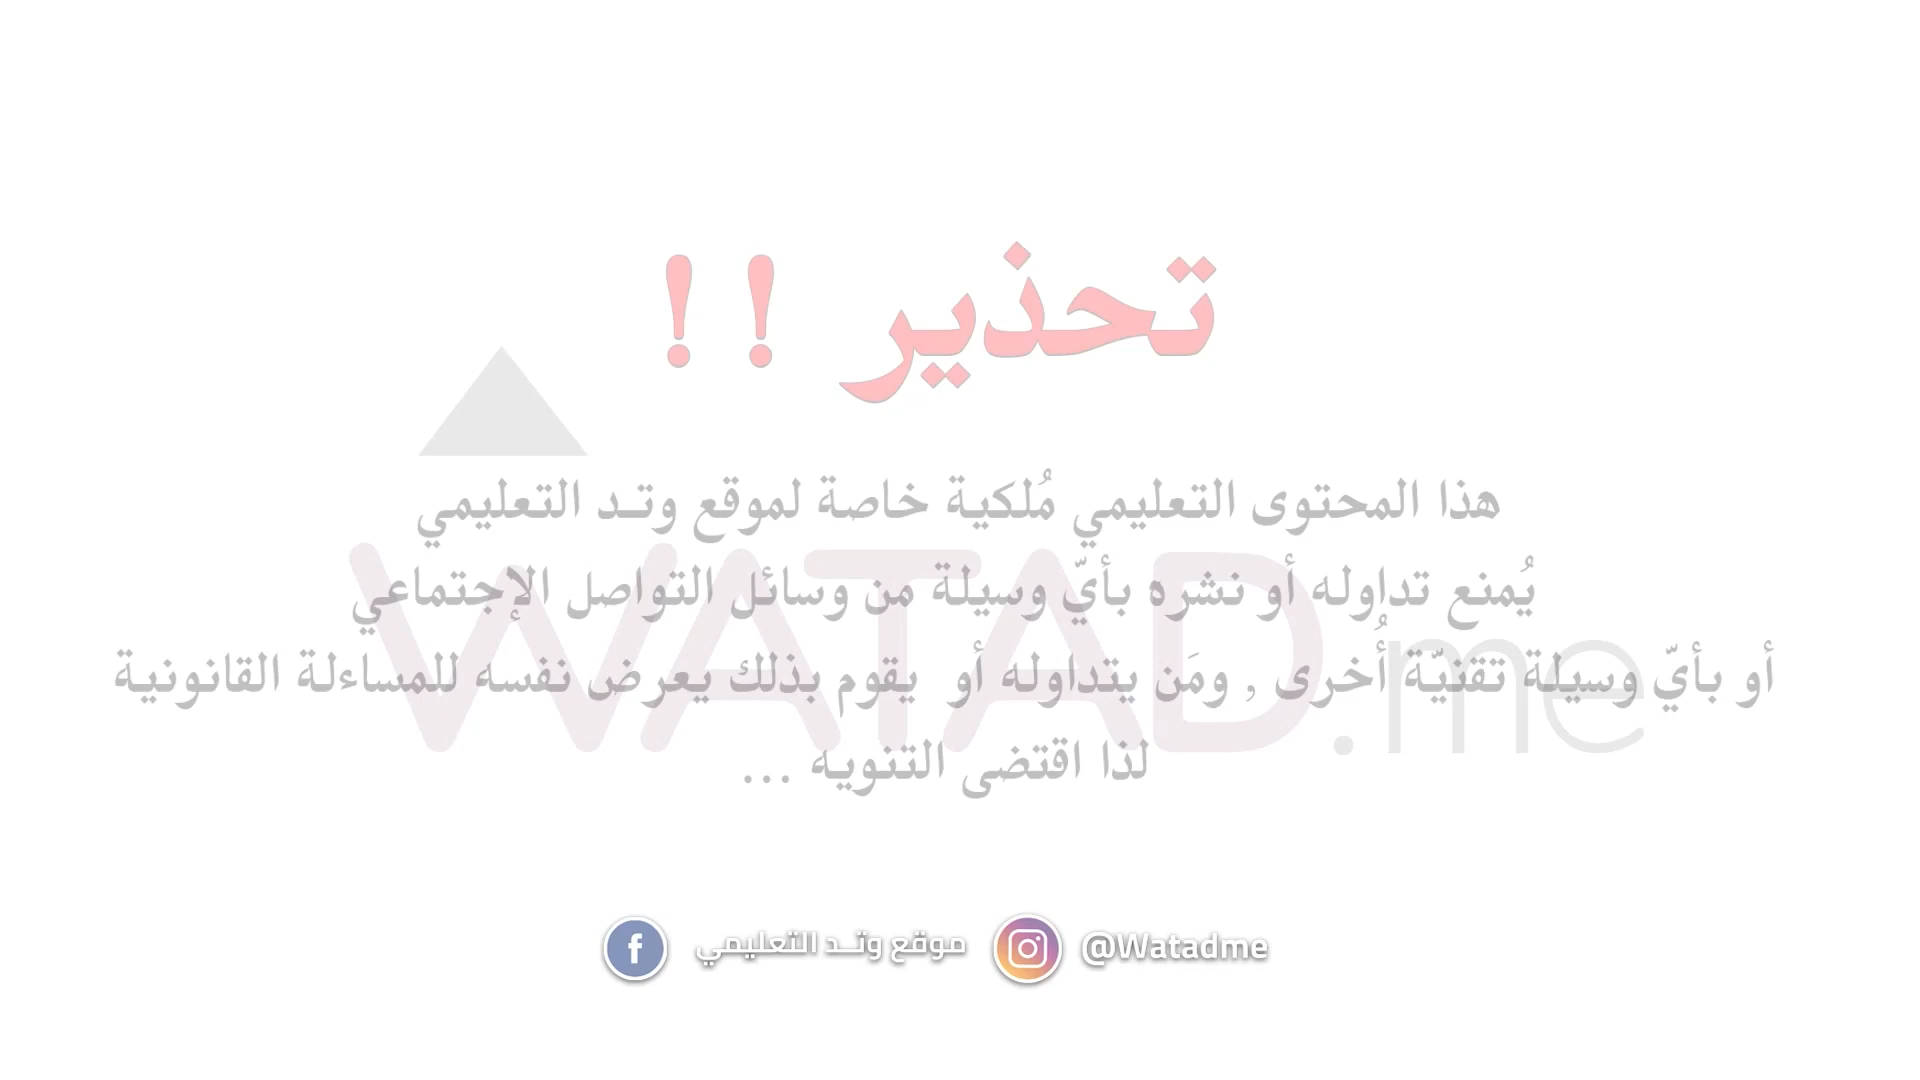 تحذير ! !
هذا المحتوى التعليمي مُلكية خاصة لموقع وتـد التعليمي
يُمنع تداوله أو نشره بأيّ وسيلة من وسائل التواصل الإجتماعي
أو بأيّ وسيلة تقنيّة أُخرى , ومَن يتداوله أو يقوم بذلك يعرض نفسه للمساءلة القانونية
WATAD.me
لذا اقتضى التنويه ...
موقع وتـد التعليمي @Watadme